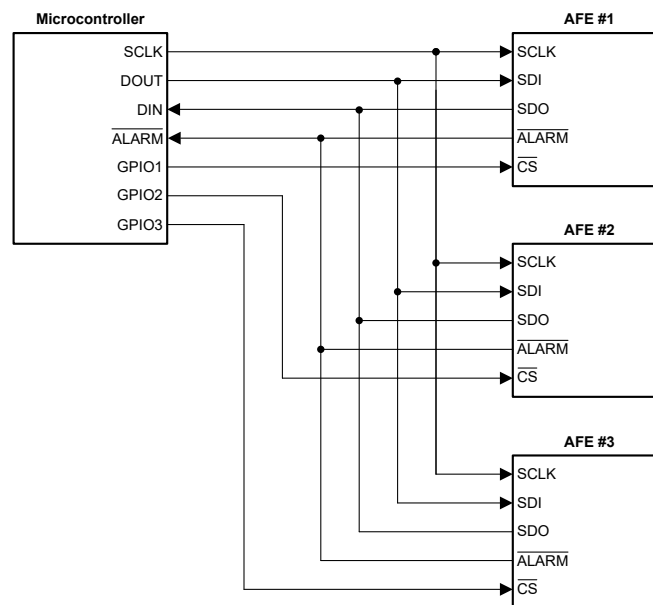 Microcontroller
SCLK
DOUT
DIN
ALARM
GPIO1
GPIO2
GPIO3
AFE #1
SCLK
SDI
SDO
ALARM
CS
AFE #2
SCLK
SDI
SDO
ALARM
CS
AFE #3
SCLK
SDI
SDO
ALARM
CS